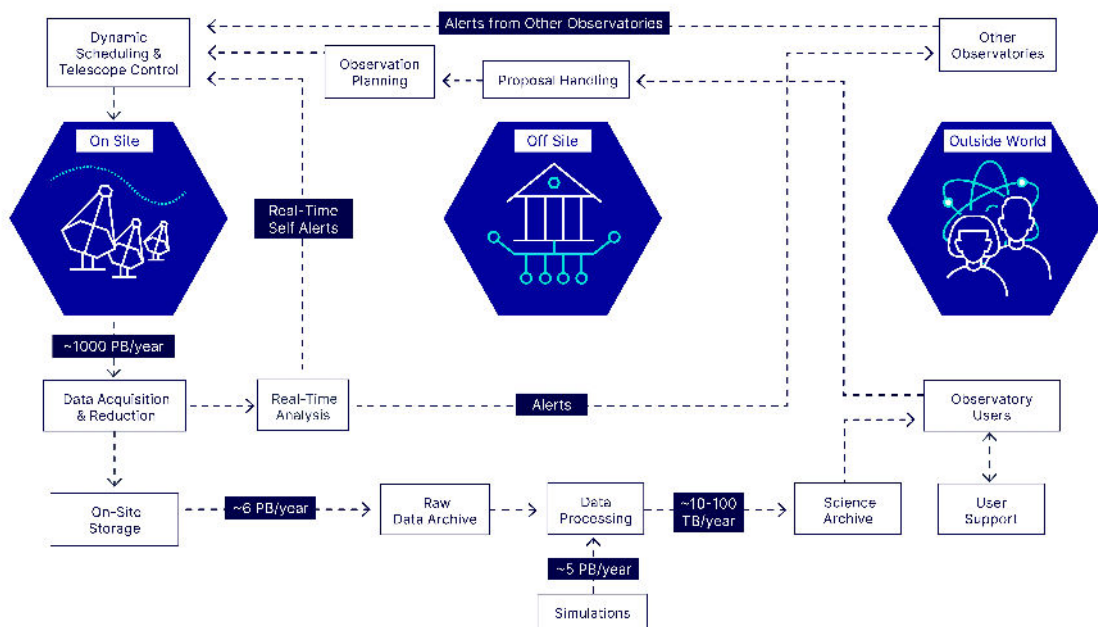 Alerts from Other Observatories
Dynamic
Scheduling &
Telescope Control
Observation
Planning
Proposal Handling
Other
Observatories
On Site
Off Site
Outside World
Real-Time
Self Alerts
~1000 PB/year
Data Acquisition
& Reduction
Real-Time
Analysis
Alerts
Observatory
Users
On-Site
Storage
~6 PB/year
Raw
Data Archive
Data
Processing
~10-100
TB/year
Science
Archive
User
Support
~5 PB/year
Simulations